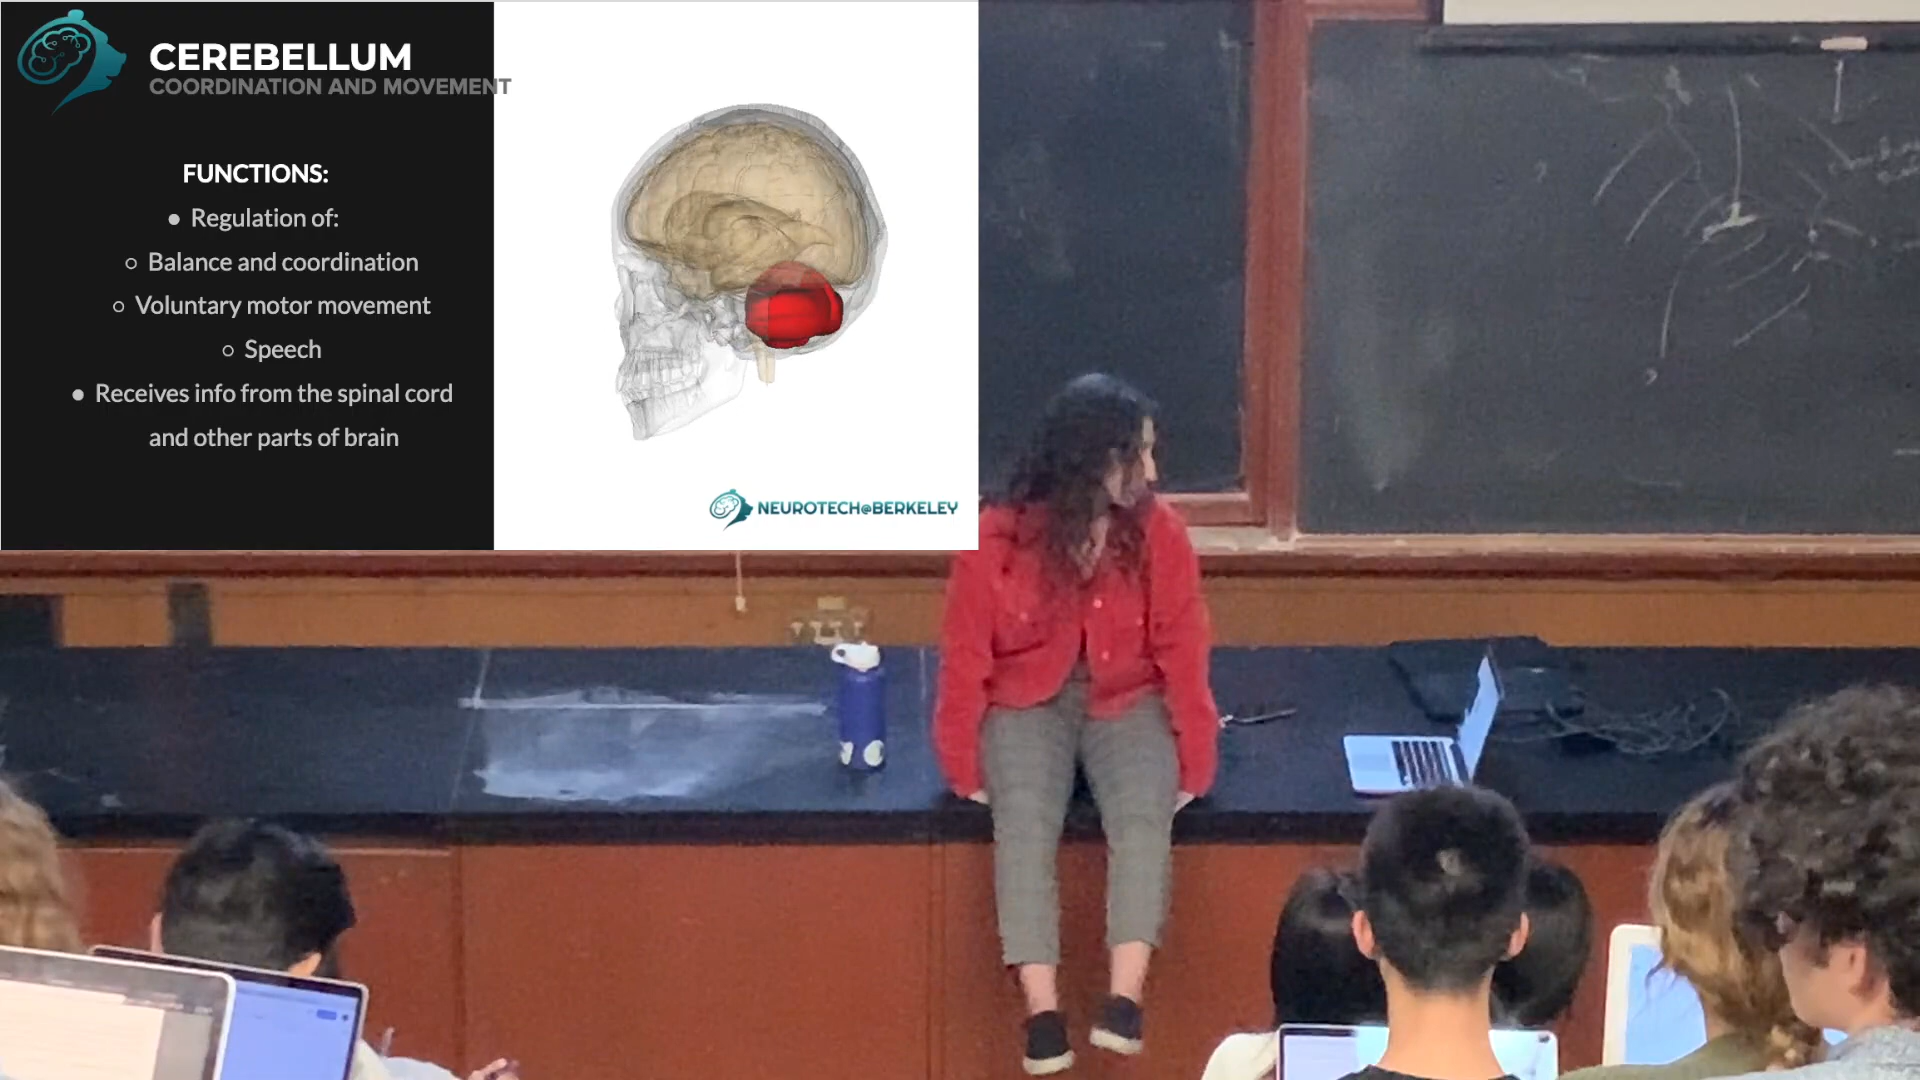 CEREBELLUM
COORDINATION AND MOVEMENT
FUNCTIONS:
● Regulation of:
○ Balance and coordination
○ Voluntary motor movement
○ Speech
● Receives info from the spinal cord
and other parts of brain
NEUROTECH@BERKELEY